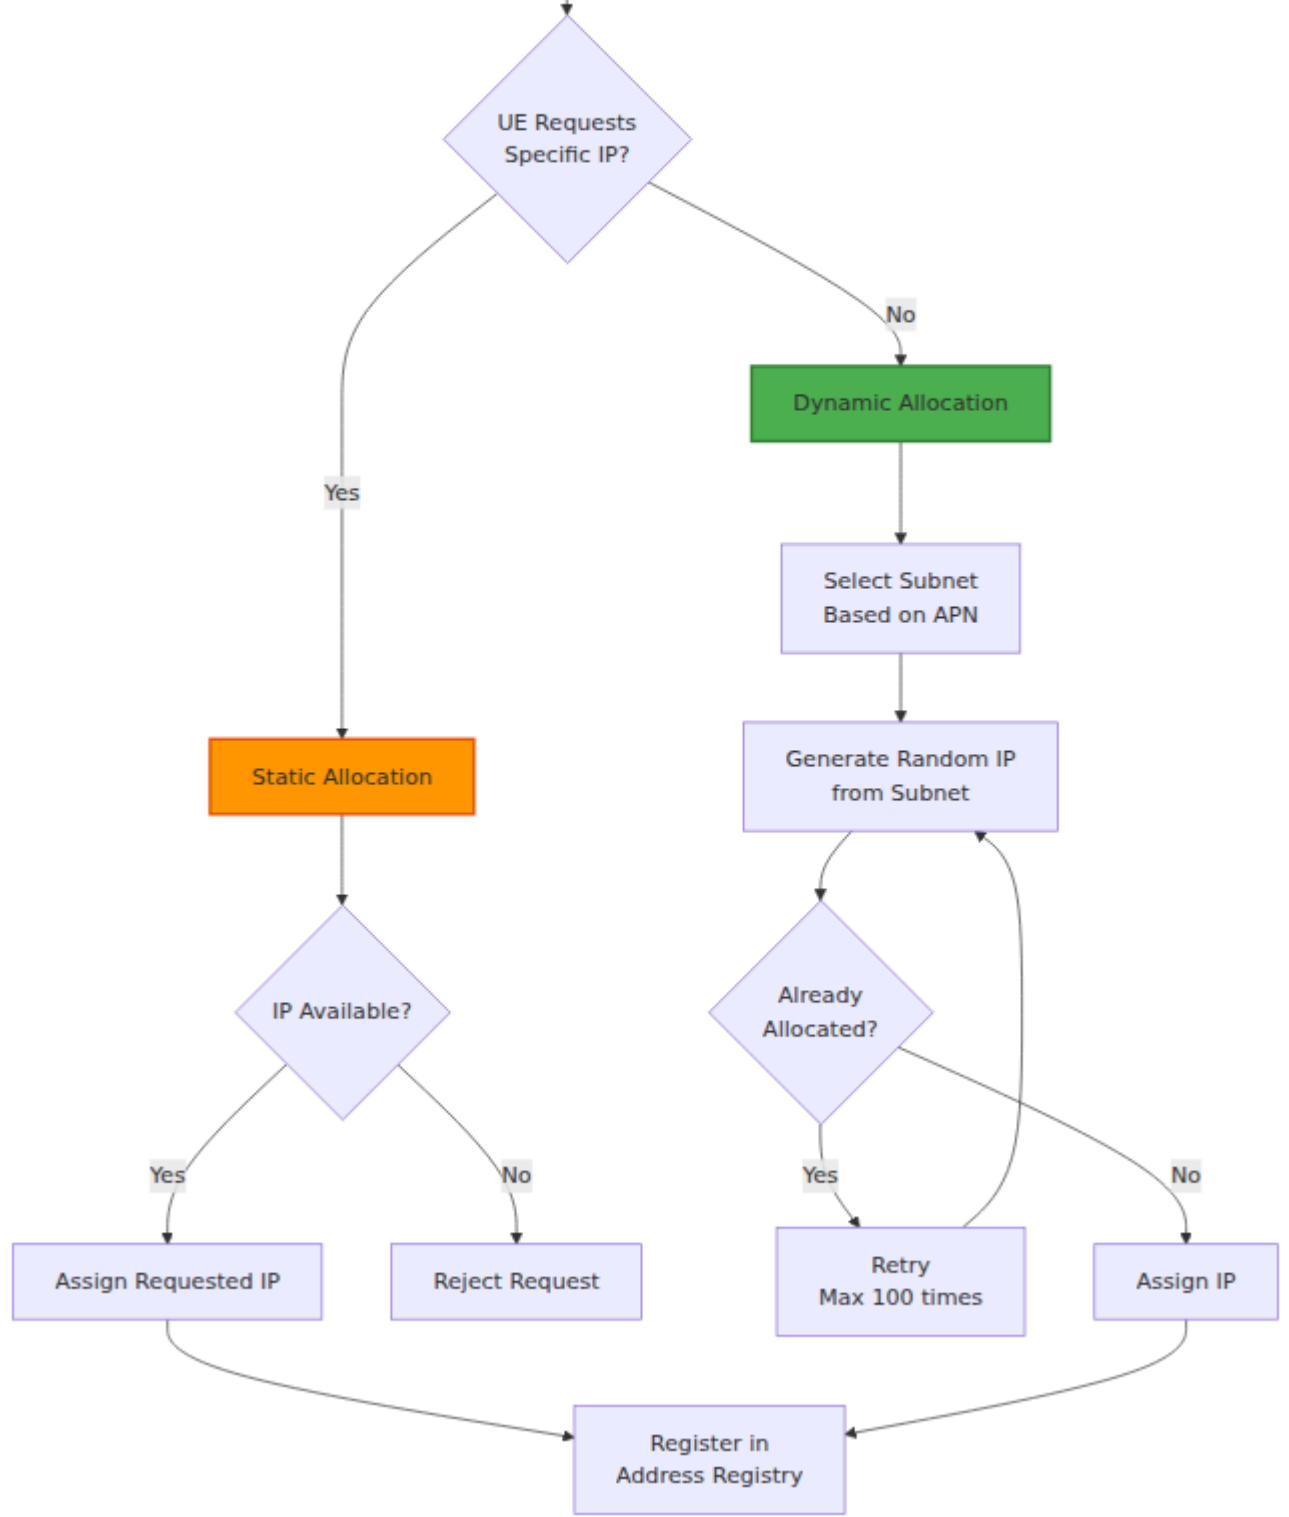 UE Requests
Specific IP?
No
Dynamic Allocation
Yes
Select Subnet
Based on APN
Static Allocation
Generate Random IP
from Subnet
IP Available?
Already
Allocated?
Yes
No
Yes
No
Assign Requested IP
Reject Request
Retry
Max 100 times
Assign IP
Register in
Address Registry